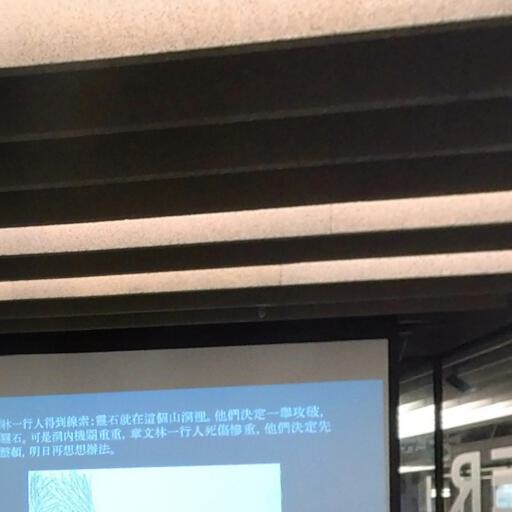 林一行人得到線索:靈石就在這個山洞裡, 他們決定一舉攻破,
靈石。可是洞內機關重重, 章文林一行人死傷慘重, 他們決定先
整頓, 明日再想想辦法。
ER